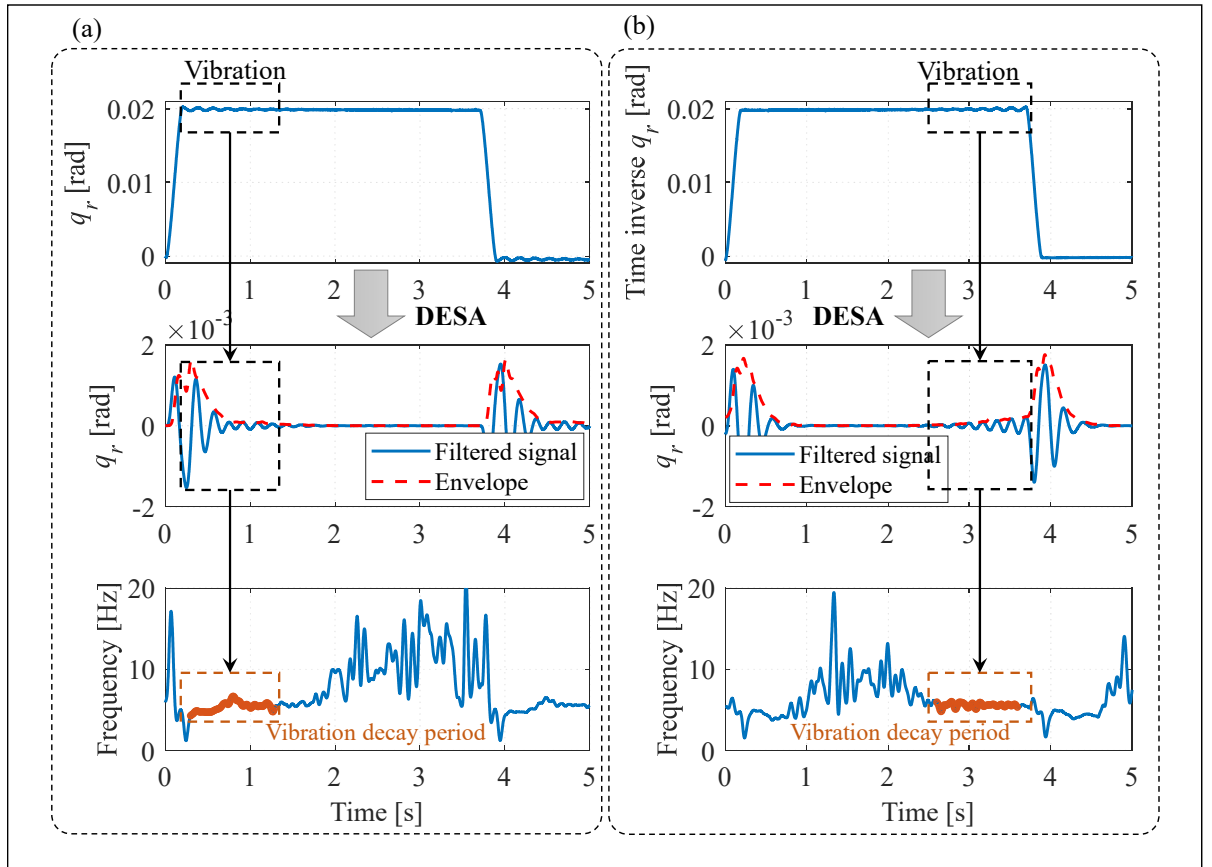 (a)
Vibration
0.02
0.01
0
q_r [rad]
0 1 2 3 4 5
DESA
×10⁻³
2
0
-2
q_r [rad]
Filtered signal
Envelope
0 1 2 3 4 5
20
10
0
Frequency [Hz]
Vibration decay period
0 1 2 3 4 5
Time [s]
(b)
Vibration
0.02
0.01
0
Time inverse q_r [rad]
0 1 2 3 4 5
DESA
×10⁻³
2
0
-2
q_r [rad]
Filtered signal
Envelope
0 1 2 3 4 5
20
10
0
Frequency [Hz]
Vibration decay period
0 1 2 3 4 5
Time [s]